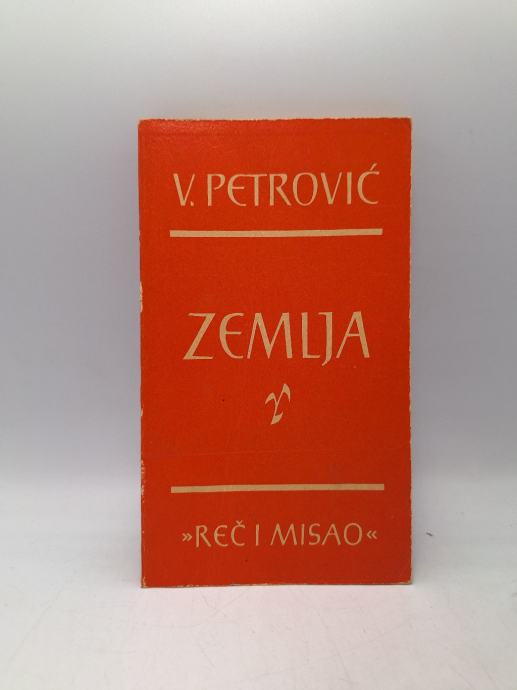 V. PETROVIĆ
ZEMLJA
»REČ I MISAO«